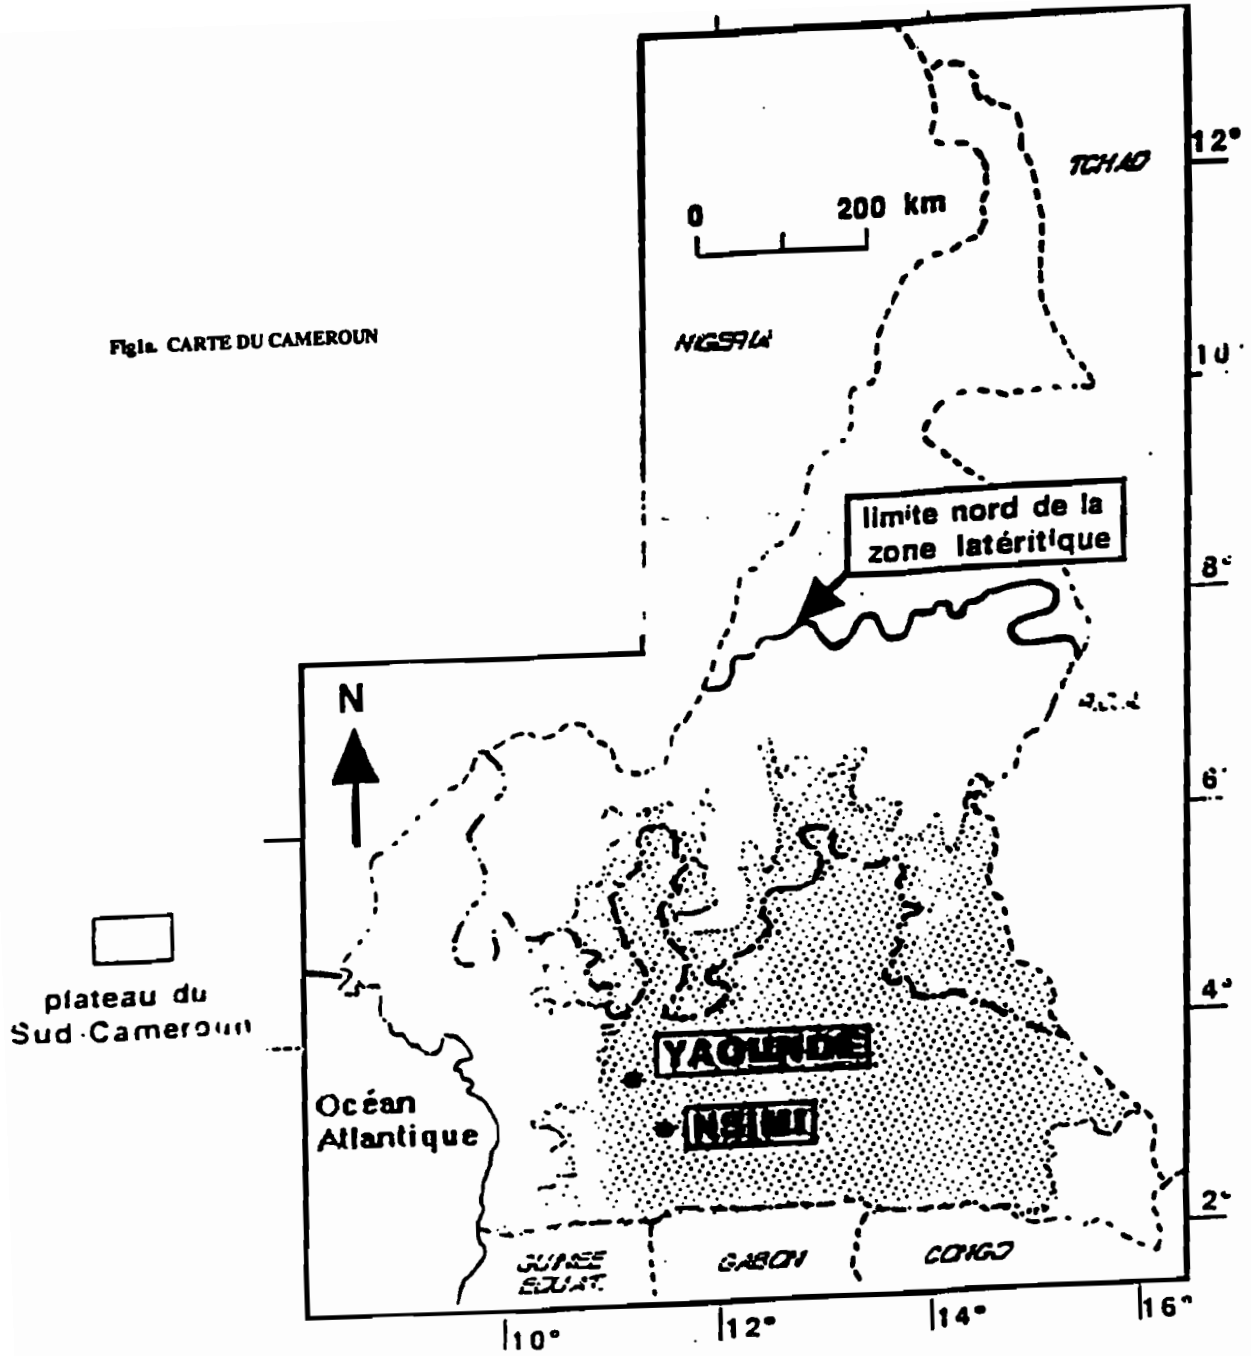 12°
TCHAD
0 200 km
NIGERIA
Fig1a. CARTE DU CAMEROUN
10
limite nord de la
zone latéritique
8°
N
6°
plateau du
Sud-Cameroun
4°
YAOUNDE
Océan
Atlantique
NSIMI
2°
GUINEE
EQUAT.
GABON
CONGO
10°
12°
14°
16°